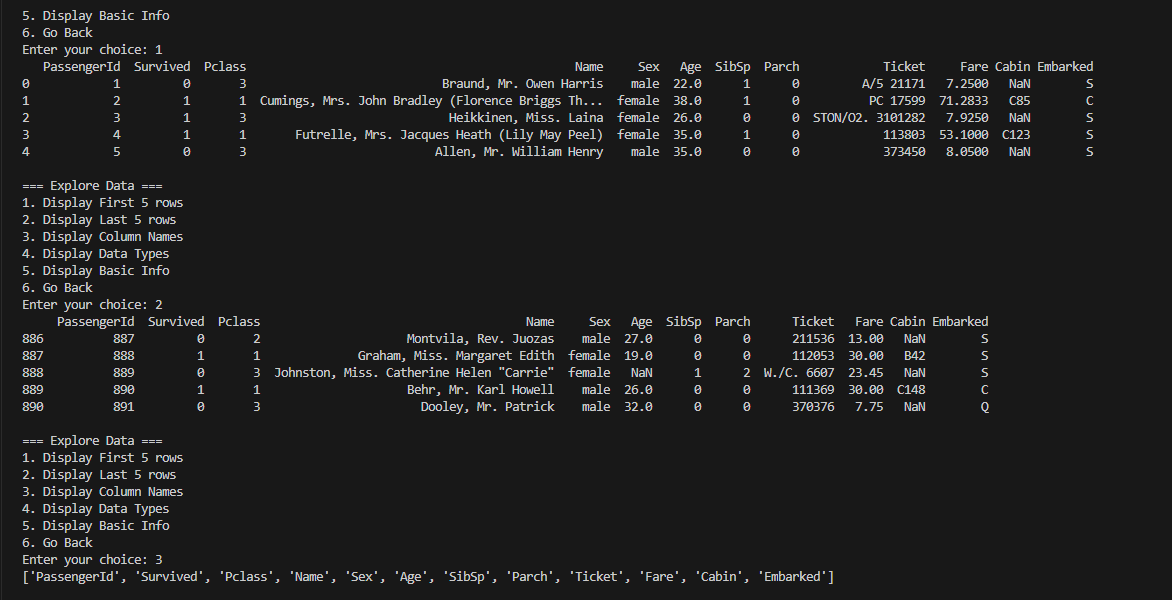 5. Display Basic Info
6. Go Back
Enter your choice: 1
PassengerId Survived Pclass Name Sex Age SibSp Parch Ticket Fare Cabin Embarked
0 1 0 3 Braund, Mr. Owen Harris male 22.0 1 0 A/5 21171 7.2500 NaN S
1 2 1 1 Cumings, Mrs. John Bradley (Florence Briggs Th... female 38.0 1 0 PC 17599 71.2833 C85 C
2 3 1 3 Heikkinen, Miss. Laina female 26.0 0 0 STON/O2. 3101282 7.9250 NaN S
3 4 1 1 Futrelle, Mrs. Jacques Heath (Lily May Peel) female 35.0 1 0 113803 53.1000 C123 S
4 5 0 3 Allen, Mr. William Henry male 35.0 0 0 373450 8.0500 NaN S
=== Explore Data ===
1. Display First 5 rows
2. Display Last 5 rows
3. Display Column Names
4. Display Data Types
5. Display Basic Info
6. Go Back
Enter your choice: 2
PassengerId Survived Pclass Name Sex Age SibSp Parch Ticket Fare Cabin Embarked
886 887 0 2 Montvila, Rev. Juozas male 27.0 0 0 211536 13.00 NaN S
887 888 1 1 Graham, Miss. Margaret Edith female 19.0 0 0 112053 30.00 B42 S
888 889 0 3 Johnston, Miss. Catherine Helen "Carrie" female NaN 1 2 W./C. 6607 23.45 NaN S
889 890 1 1 Behr, Mr. Karl Howell male 26.0 0 0 111369 30.00 C148 C
890 891 0 3 Dooley, Mr. Patrick male 32.0 0 0 370376 7.75 NaN Q
=== Explore Data ===
1. Display First 5 rows
2. Display Last 5 rows
3. Display Column Names
4. Display Data Types
5. Display Basic Info
6. Go Back
Enter your choice: 3
['PassengerId', 'Survived', 'Pclass', 'Name', 'Sex', 'Age', 'SibSp', 'Parch', 'Ticket', 'Fare', 'Cabin', 'Embarked']